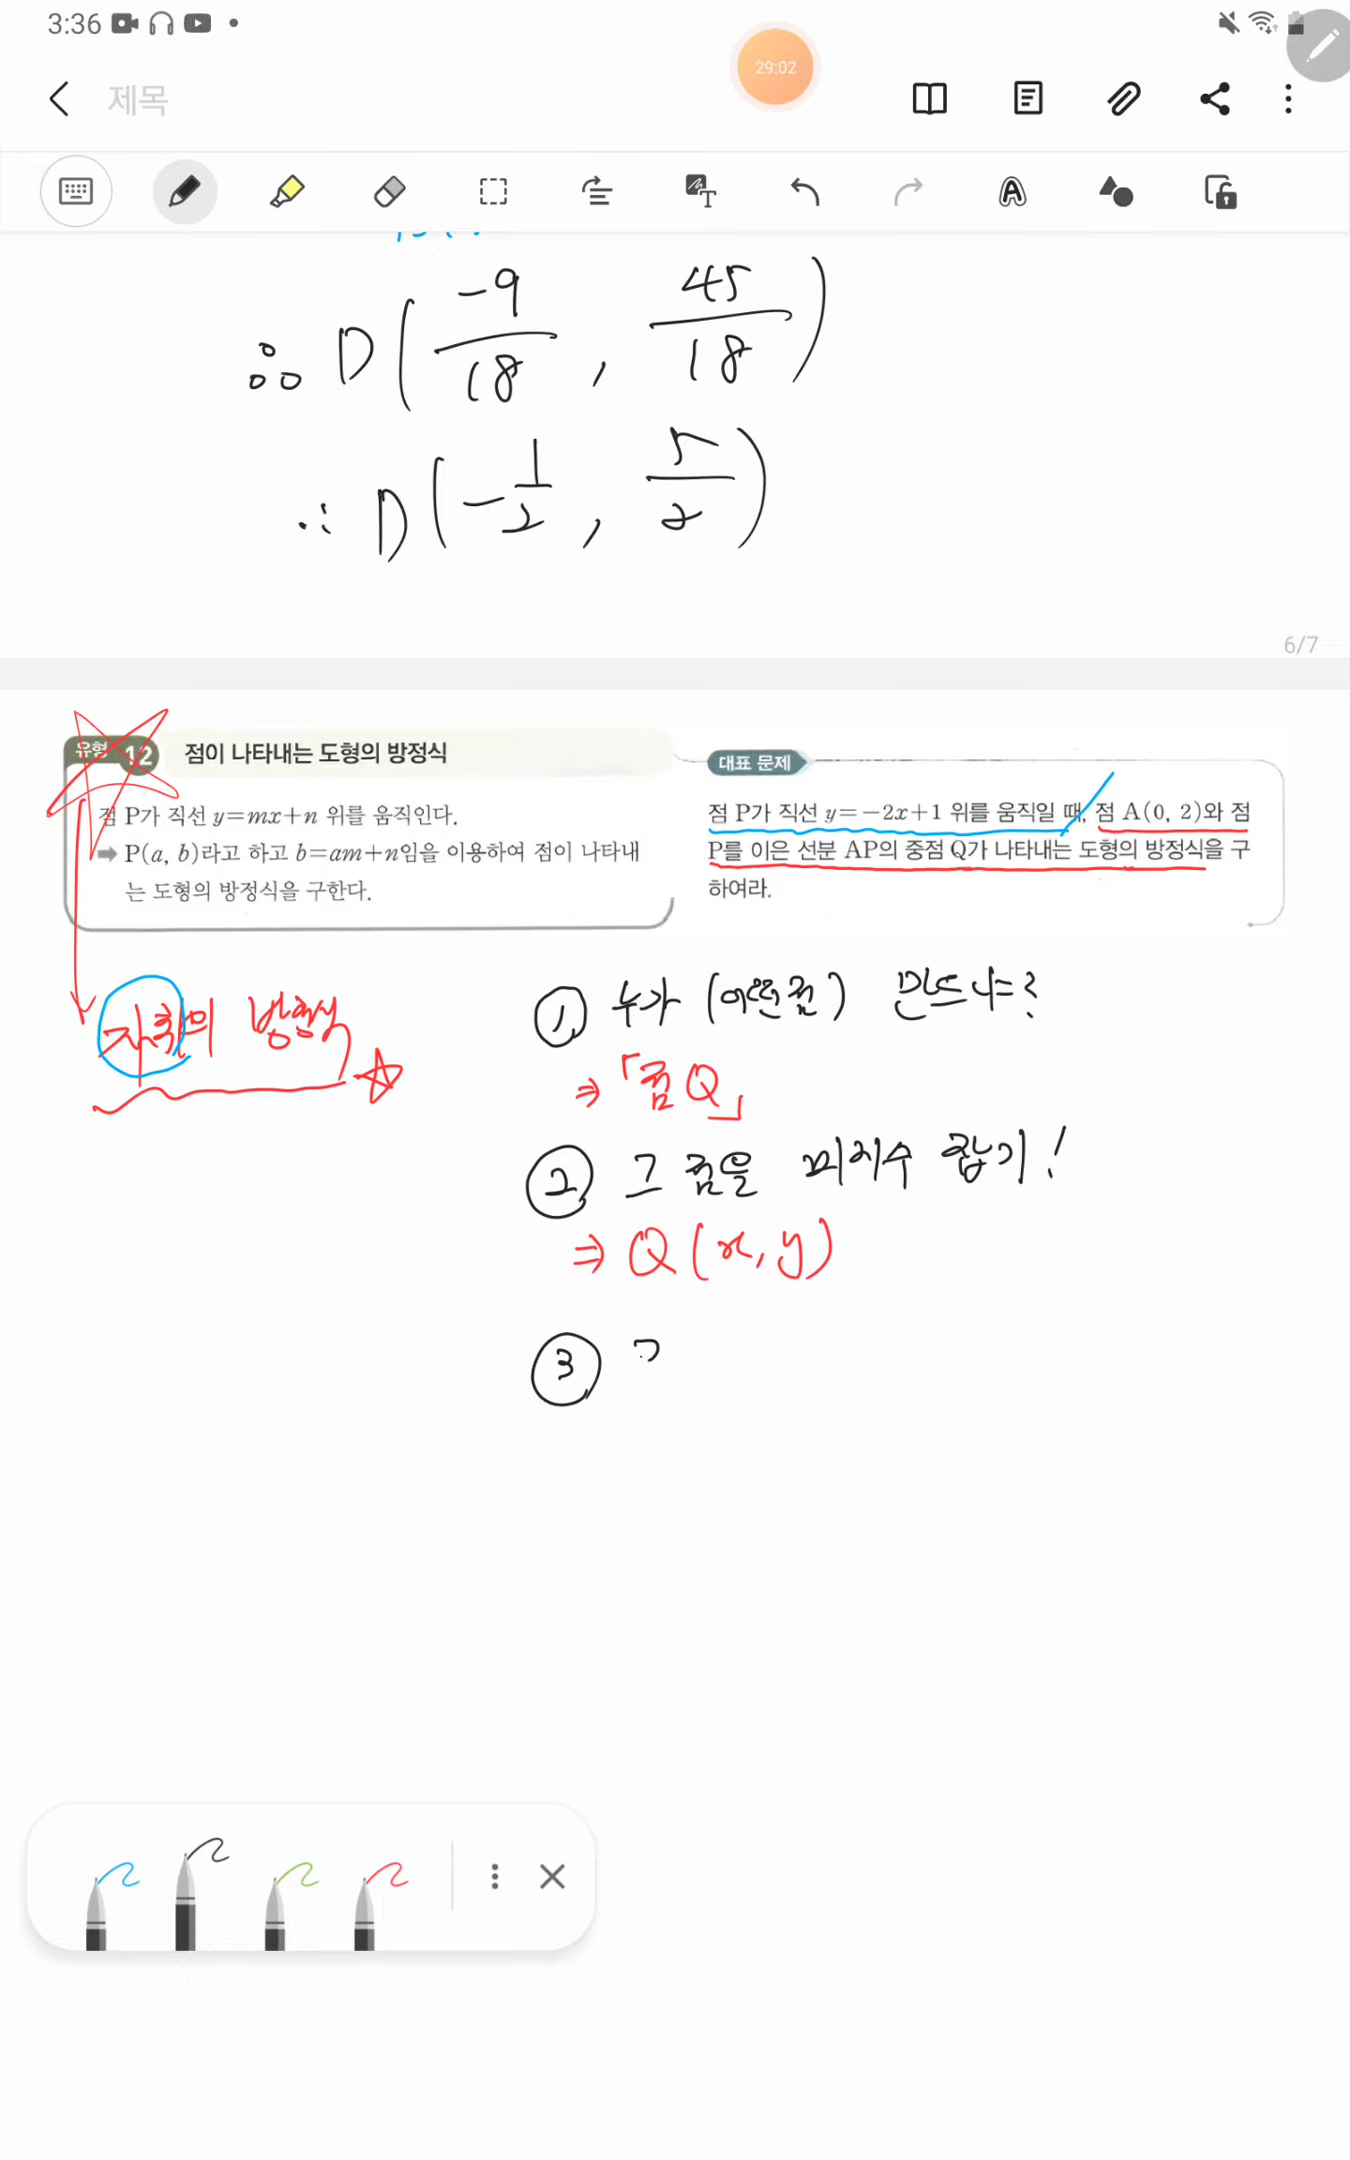 3:36
29:02
제목
∴ D(-9/18, 45/18)
∴ D(-1/2, 5/2)
6/7
유형 12 점이 나타내는 도형의 방정식
점 P가 직선 y=mx+n 위를 움직인다.
➡ P(a, b)라고 하고 b=am+n임을 이용하여 점이 나타내
는 도형의 방정식을 구한다.
대표 문제
점 P가 직선 y=-2x+1 위를 움직일 때, 점 A(0, 2)와 점
P를 이은 선분 AP의 중점 Q가 나타내는 도형의 방정식을 구
하여라.
자취의 방정식
① 누가 (어떤점) 만드나는?
⇒ 「점Q」
② 그 점을 미지수 잡기!
⇒ Q(x, y)
③